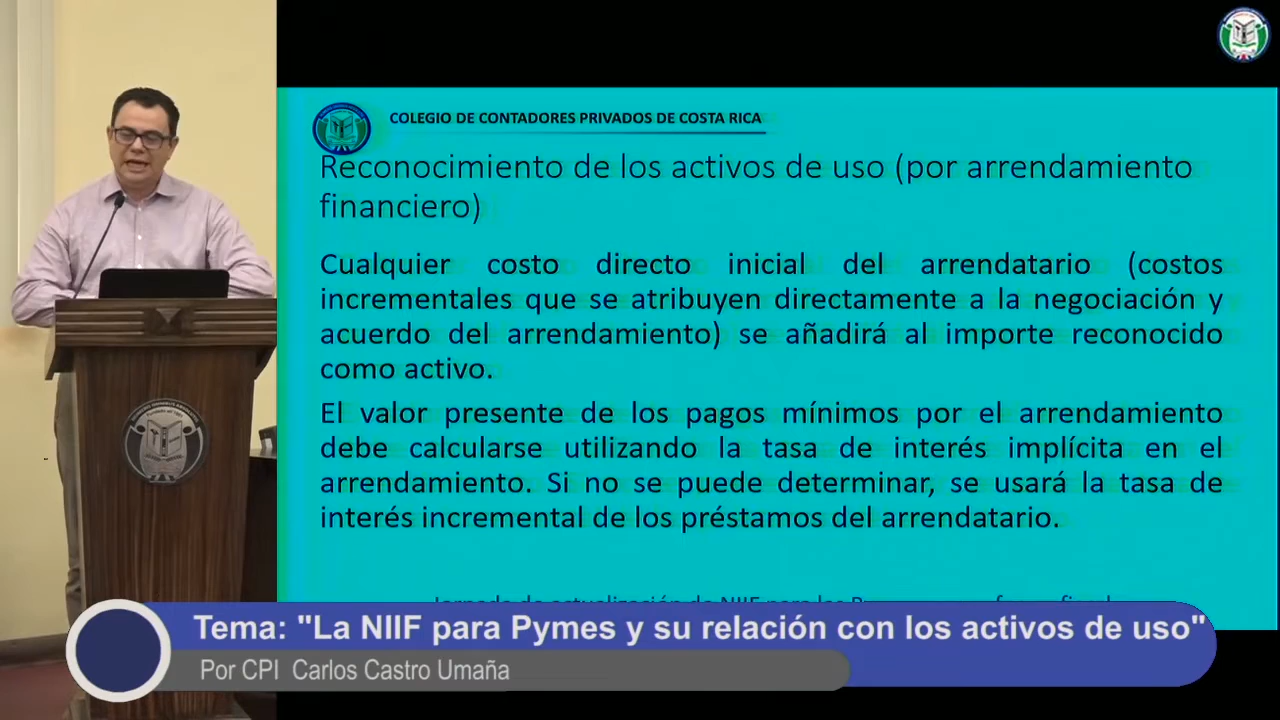 COLEGIO DE CONTADORES PRIVADOS DE COSTA RICA
Reconocimiento de los activos de uso (por arrendamiento
financiero)
Cualquier costo directo inicial del arrendatario (costos
incrementales que se atribuyen directamente a la negociación y
acuerdo del arrendamiento) se añadirá al importe reconocido
como activo.
El valor presente de los pagos mínimos por el arrendamiento
debe calcularse utilizando la tasa de interés implícita en el
arrendamiento. Si no se puede determinar, se usará la tasa de
interés incremental de los préstamos del arrendatario.
Tema: "La NIIF para Pymes y su relación con los activos de uso"
Por CPI Carlos Castro Umaña